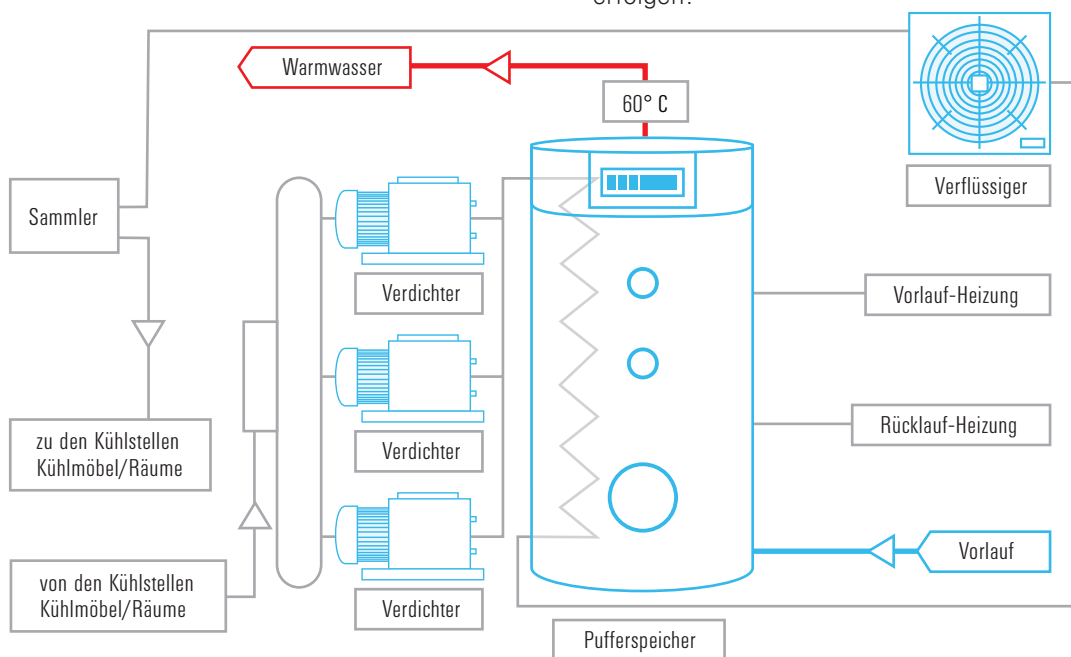 erfolgen.
Warmwasser
60° C
Verflüssiger
Sammler
Verdichter
Vorlauf-Heizung
Verdichter
Rücklauf-Heizung
zu den Kühlstellen
Kühlmöbel/Räume
Vorlauf
von den Kühlstellen
Kühlmöbel/Räume
Verdichter
Pufferspeicher